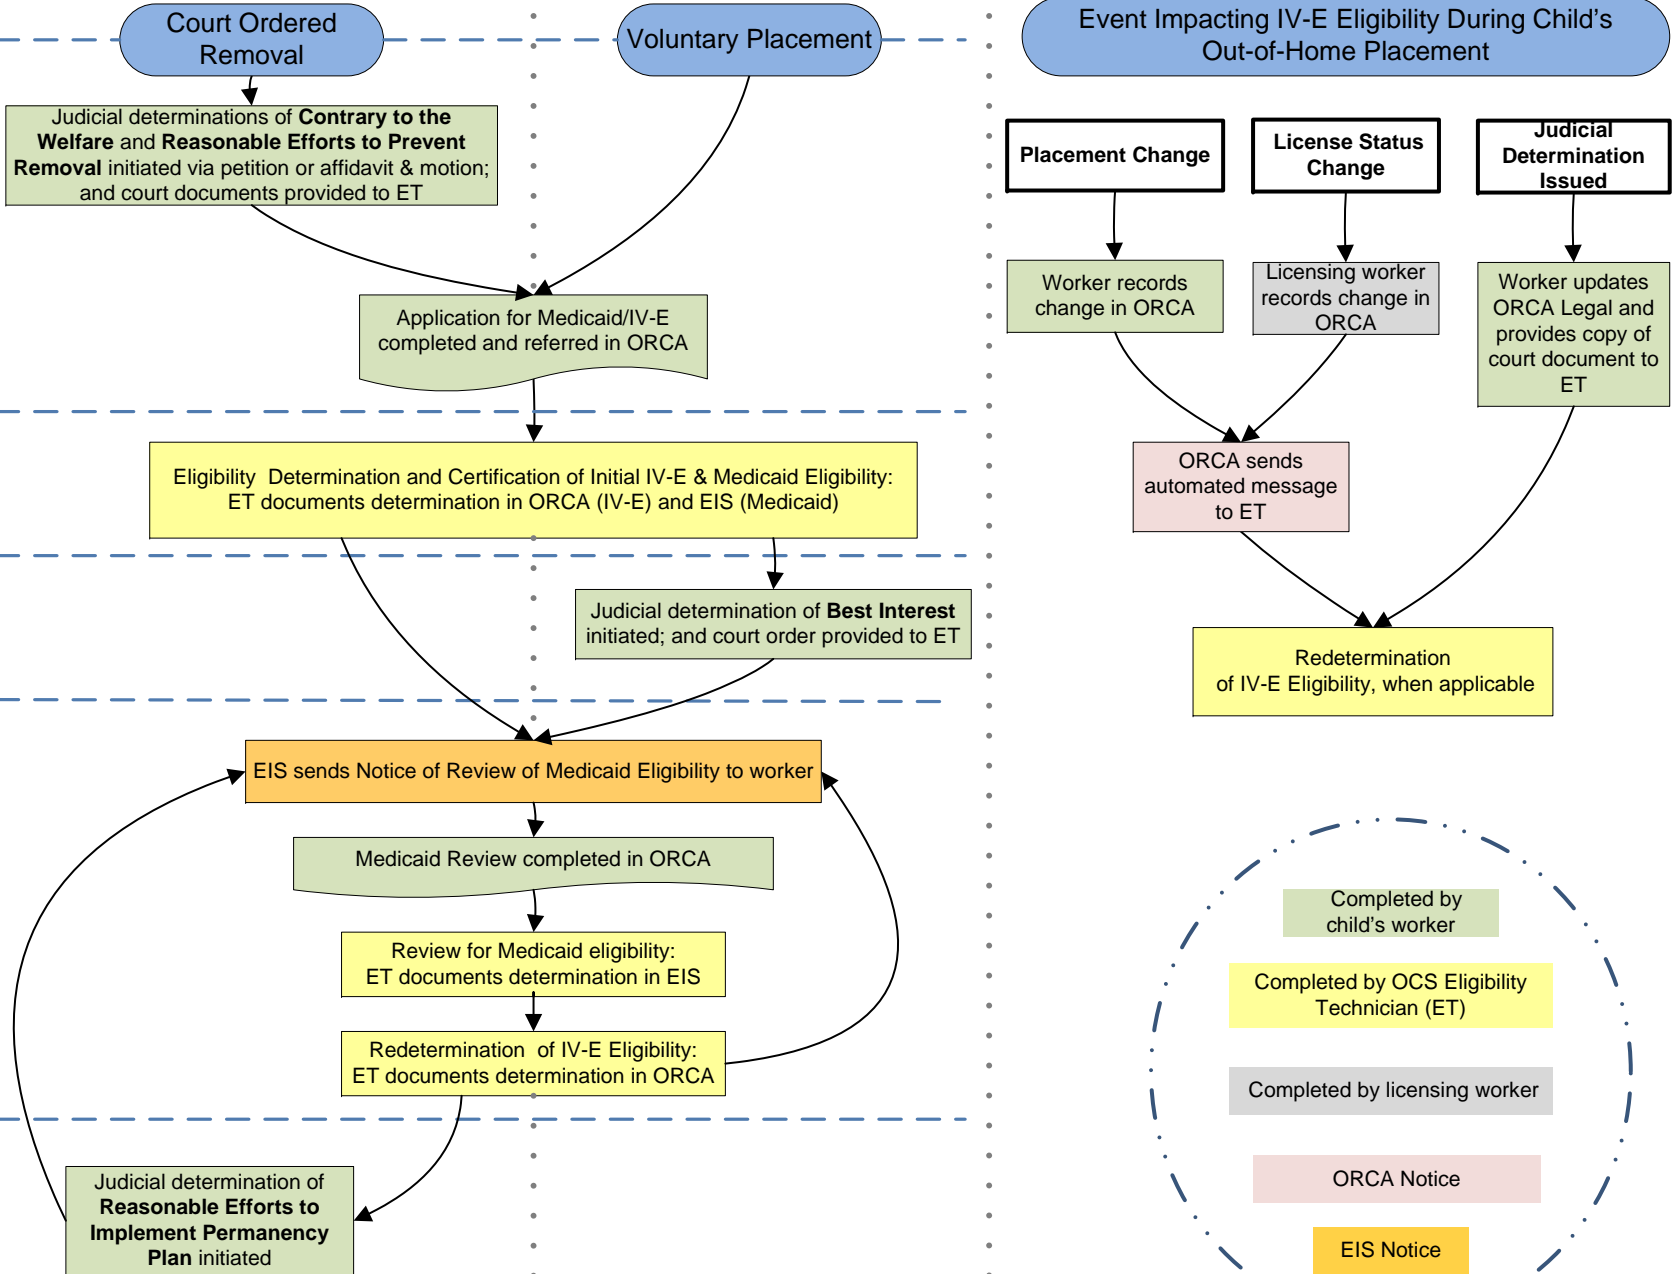 Court Ordered
Removal
Voluntary Placement
Judicial determinations of Contrary to the
Welfare and Reasonable Efforts to Prevent
Removal initiated via petition or affidavit & motion;
and court documents provided to ET
Application for Medicaid/IV-E
completed and referred in ORCA
Eligibility Determination and Certification of Initial IV-E & Medicaid Eligibility:
ET documents determination in ORCA (IV-E) and EIS (Medicaid)
Judicial determination of Best Interest
initiated; and court order provided to ET
EIS sends Notice of Review of Medicaid Eligibility to worker
Medicaid Review completed in ORCA
Review for Medicaid eligibility:
ET documents determination in EIS
Redetermination of IV-E Eligibility:
ET documents determination in ORCA
Judicial determination of
Reasonable Efforts to
Implement Permanency
Plan initiated
Event Impacting IV-E Eligibility During Child's
Out-of-Home Placement
Placement Change
License Status
Change
Judicial
Determination
Issued
Worker records
change in ORCA
Licensing worker
records change in
ORCA
Worker updates
ORCA Legal and
provides copy of
court document to
ET
ORCA sends
automated message
to ET
Redetermination
of IV-E Eligibility, when applicable
Completed by
child's worker
Completed by OCS Eligibility
Technician (ET)
Completed by licensing worker
ORCA Notice
EIS Notice